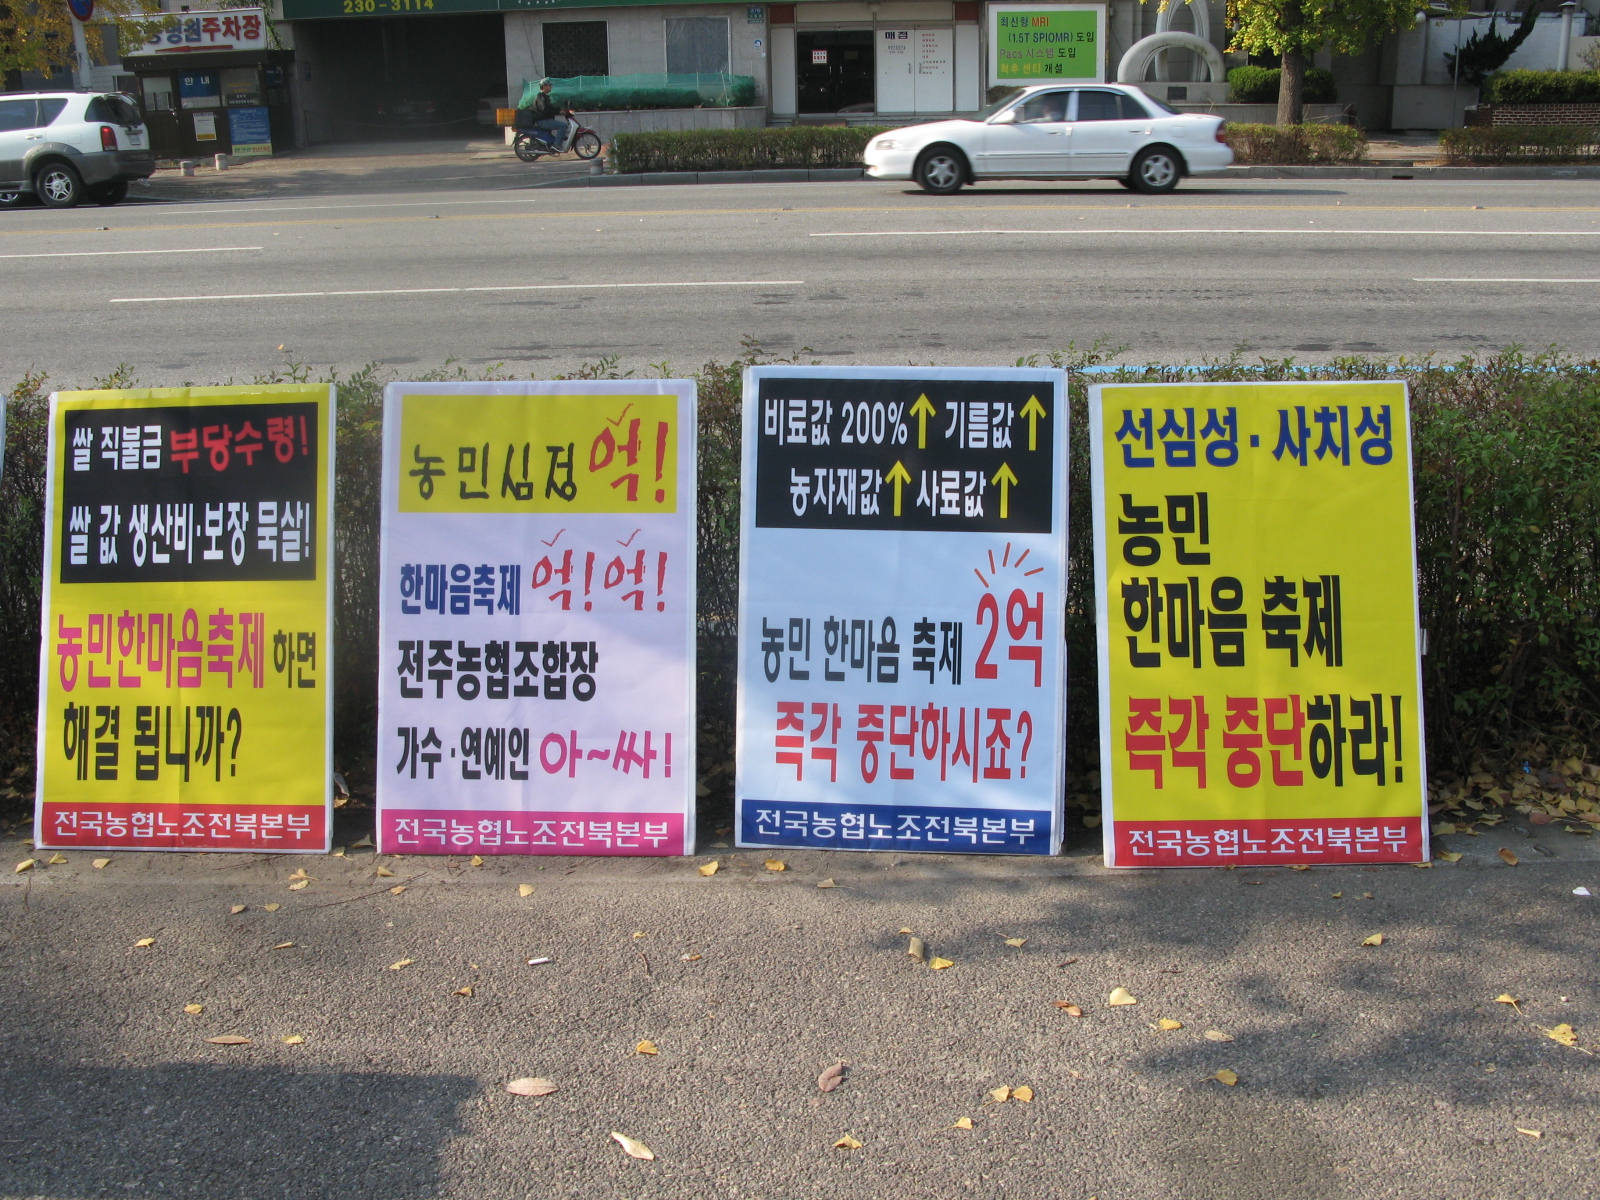 230-3114
주차장
안내
매점
최신형 MRI
(1.5T SPIOMR) 도입
Pacs 시스템 도입
척추 센타 개설
쌀 직불금 부당수령!
쌀 값 생산비·보장 묵살!
농민한마음축제 하면
해결 됩니까?
전국농협노조전북본부
농민심정 억!
한마음축제 억! 억!
전주농협조합장
가수·연예인 아~싸!
전국농협노조전북본부
비료값 200%↑ 기름값↑
농자재값↑ 사료값↑
농민 한마음 축제 2억
즉각 중단하시죠?
전국농협노조전북본부
선심성·사치성
농민
한마음 축제
즉각 중단하라!
전국농협노조전북본부